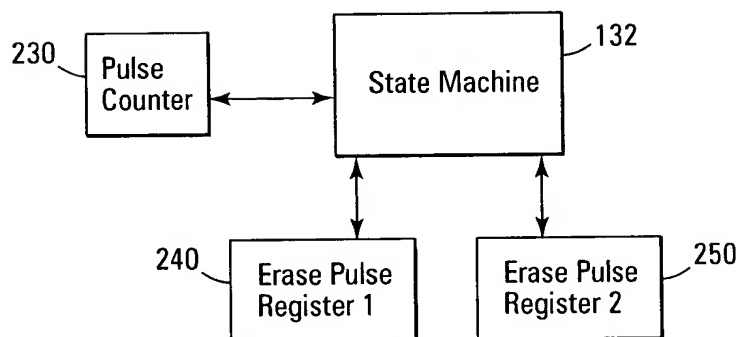 230
Pulse
Counter
State Machine
132
240
Erase Pulse
Register 1
Erase Pulse
Register 2
250